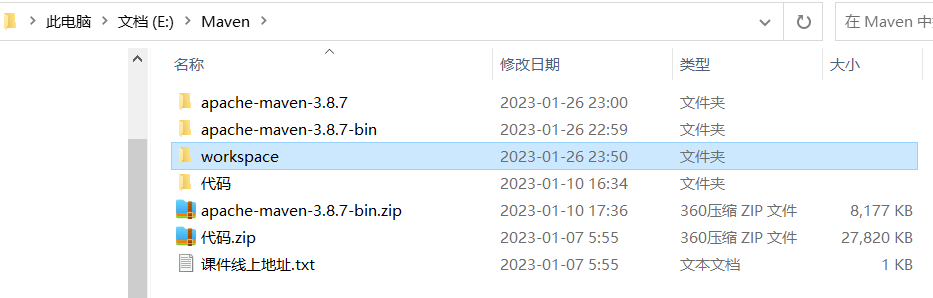 此电脑 文档 (E:) Maven 在 Maven 中
名称 修改日期 类型 大小
apache-maven-3.8.7 2023-01-26 23:00 文件夹
apache-maven-3.8.7-bin 2023-01-26 22:59 文件夹
workspace 2023-01-26 23:50 文件夹
代码 2023-01-10 16:34 文件夹
apache-maven-3.8.7-bin.zip 2023-01-10 17:36 360压缩 ZIP 文件 8,177 KB
代码.zip 2023-01-07 5:55 360压缩 ZIP 文件 27,820 KB
课件线上地址.txt 2023-01-07 5:55 文本文档 1 KB